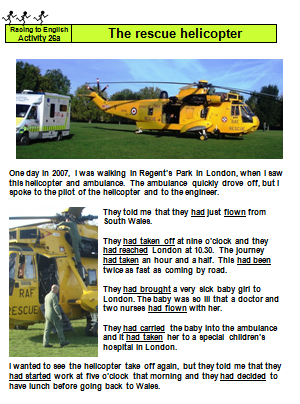 Racing to English
Activity 26a
The rescue helicopter
One day in 2007, I was walking in Regent's Park in London, when I saw
this helicopter and ambulance. The ambulance quickly drove off, but I
spoke to the pilot of the helicopter and to the engineer.
They told me that they had just flown from
South Wales.
They had taken off at nine o'clock and they
had reached London at 10.30. The journey
had taken an hour and a half. This had been
twice as fast as coming by road.
RAF
RESCUE
They had brought a very sick baby girl to
London. The baby was so ill that a doctor and
two nurses had flown with her.
They had carried the baby into the ambulance
and it had taken her to a special children's
hospital in London.
I wanted to see the helicopter take off again, but they told me that they
had started work at five o'clock that morning and they had decided to
have lunch before going back to Wales.